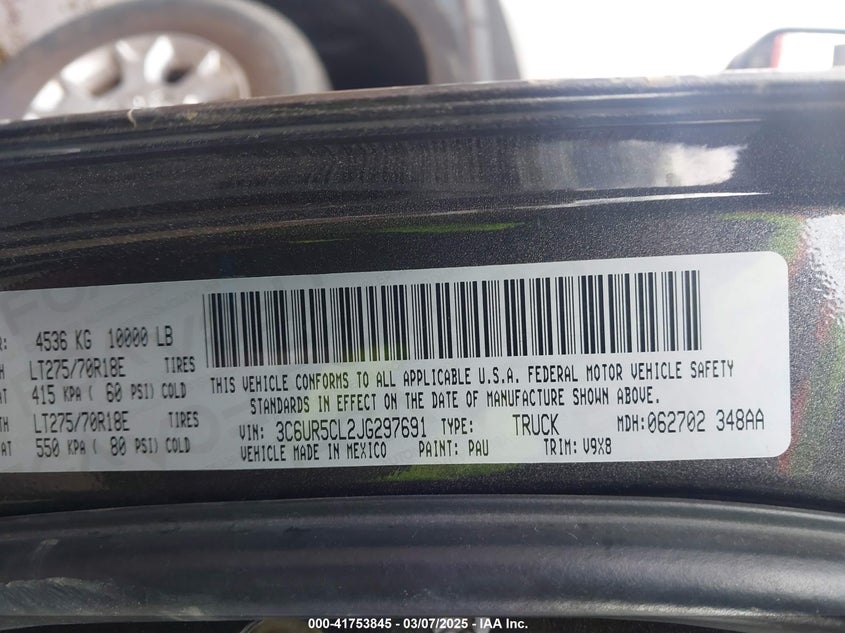 R: 4536 KG 10000 LB
H LT275/70R18E TIRES
AT 415 KPA ( 60 PSI) COLD
TH LT275/70R18E TIRES
AT 550 KPA ( 80 PSI) COLD
THIS VEHICLE CONFORMS TO ALL APPLICABLE U.S.A. FEDERAL MOTOR VEHICLE SAFETY
STANDARDS IN EFFECT ON THE DATE OF MANUFACTURE SHOWN ABOVE.
VIN: 3C6UR5CL2JG297691 TYPE: TRUCK MDH: 062702 348AA
VEHICLE MADE IN MEXICO PAINT: PAU TRIM: V9X8
000-41753845 - 03/07/2025 - IAA Inc.